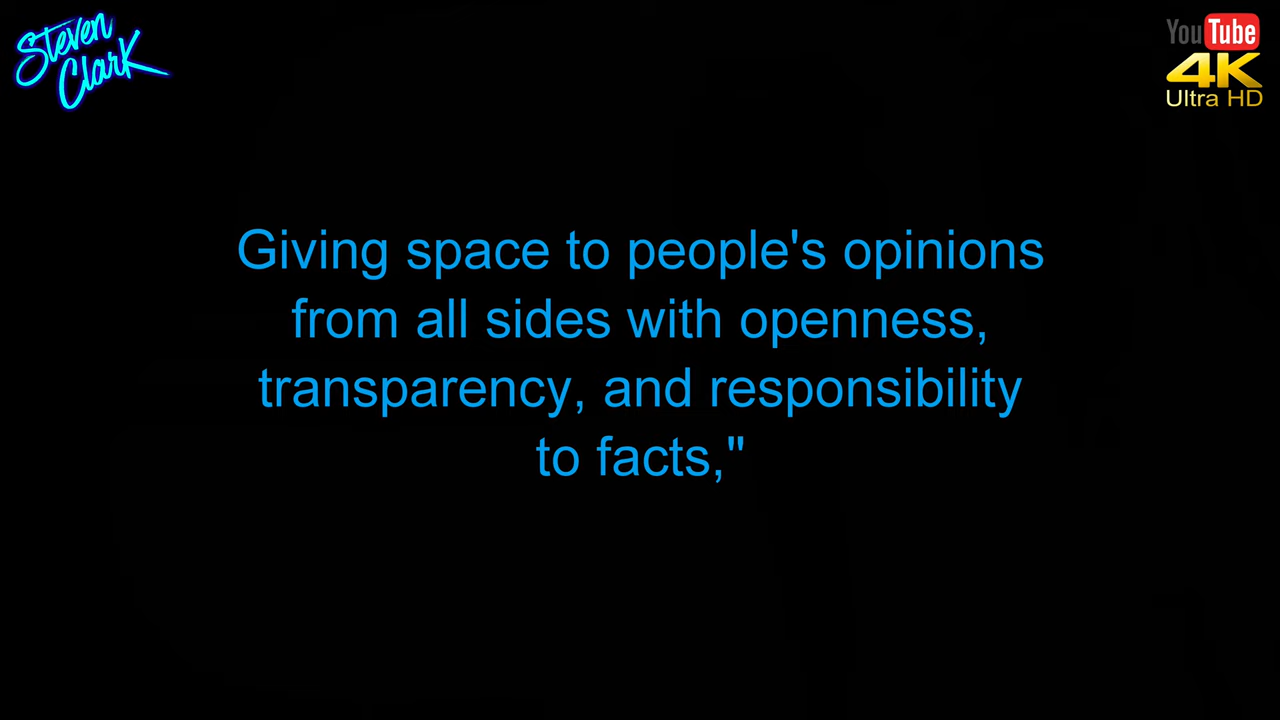 Steven
Clark
YouTube
4K
Ultra HD
Giving space to people's opinions
from all sides with openness,
transparency, and responsibility
to facts,"